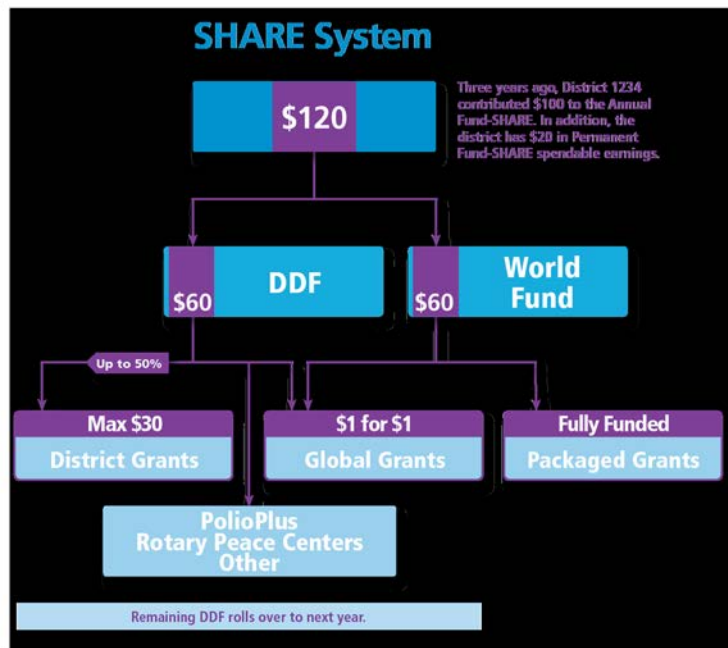 SHARE System
$120
Three years ago, District 1234
contributed $100 to the Annual
Fund-SHARE. In addition, the
district has $20 in Permanent
Fund-SHARE spendable earnings.
$60
DDF
$60
World
Fund
Up to 50%
Max $30
District Grants
$1 for $1
Global Grants
Fully Funded
Packaged Grants
PolioPlus
Rotary Peace Centers
Other
Remaining DDF rolls over to next year.